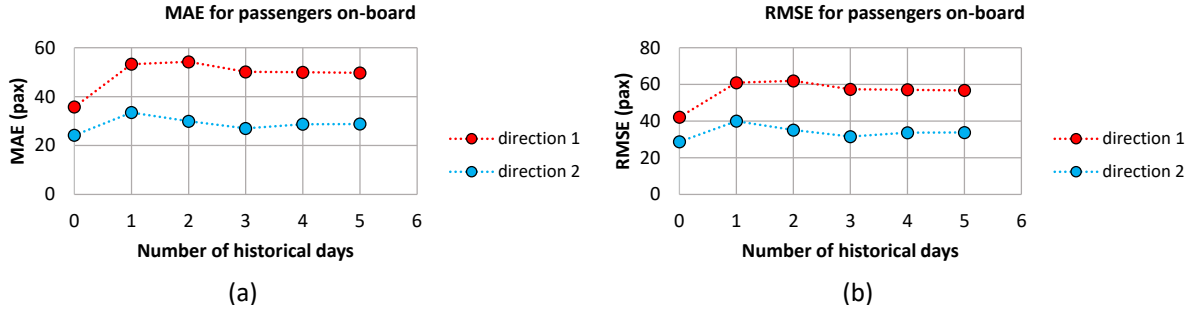 MAE for passengers on-board
60
40
20
0
MAE (pax)
0 1 2 3 4 5 6
Number of historical days
direction 1
direction 2
(a)
RMSE for passengers on-board
80
60
40
20
0
RMSE (pax)
0 1 2 3 4 5 6
Number of historical days
direction 1
direction 2
(b)